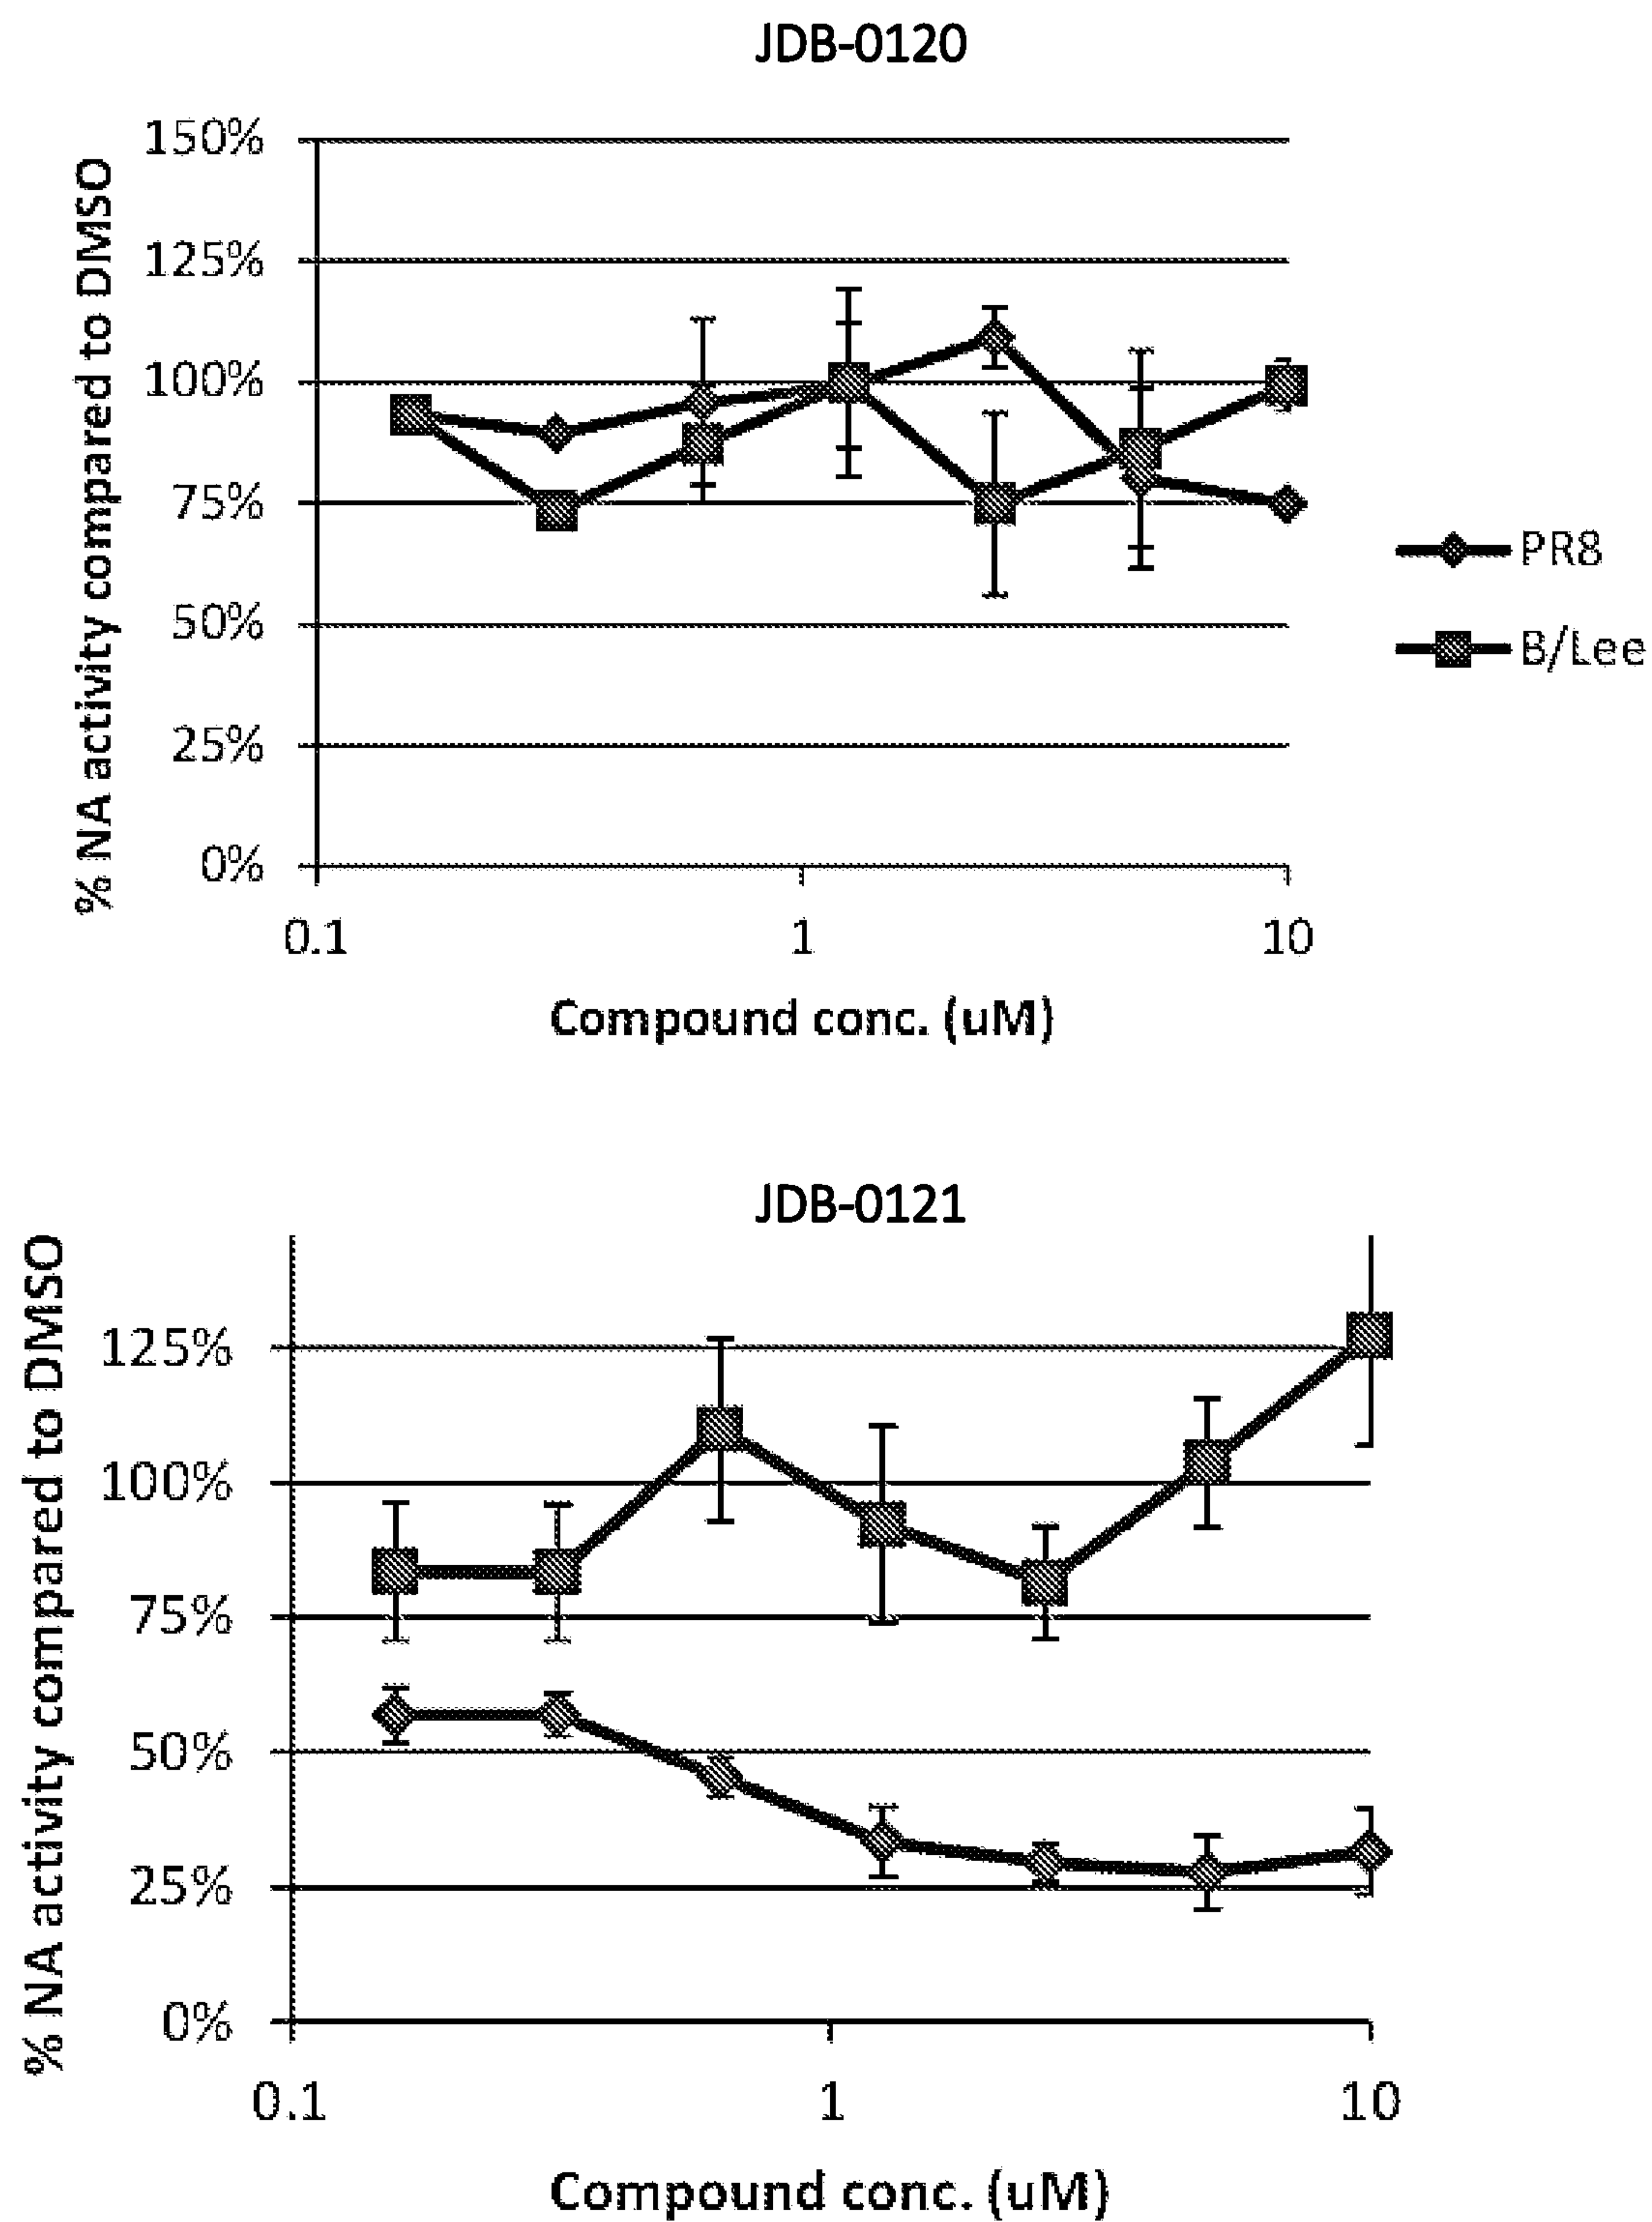 JDB-0120
% NA activity compared to DMSO
150%
125%
100%
75%
50%
25%
0%
0.1 1 10
Compound conc. (uM)
PR8
B/Lee
JDB-0121
% NA activity compared to DMSO
125%
100%
75%
50%
25%
0%
0.1 1 10
Compound conc. (uM)